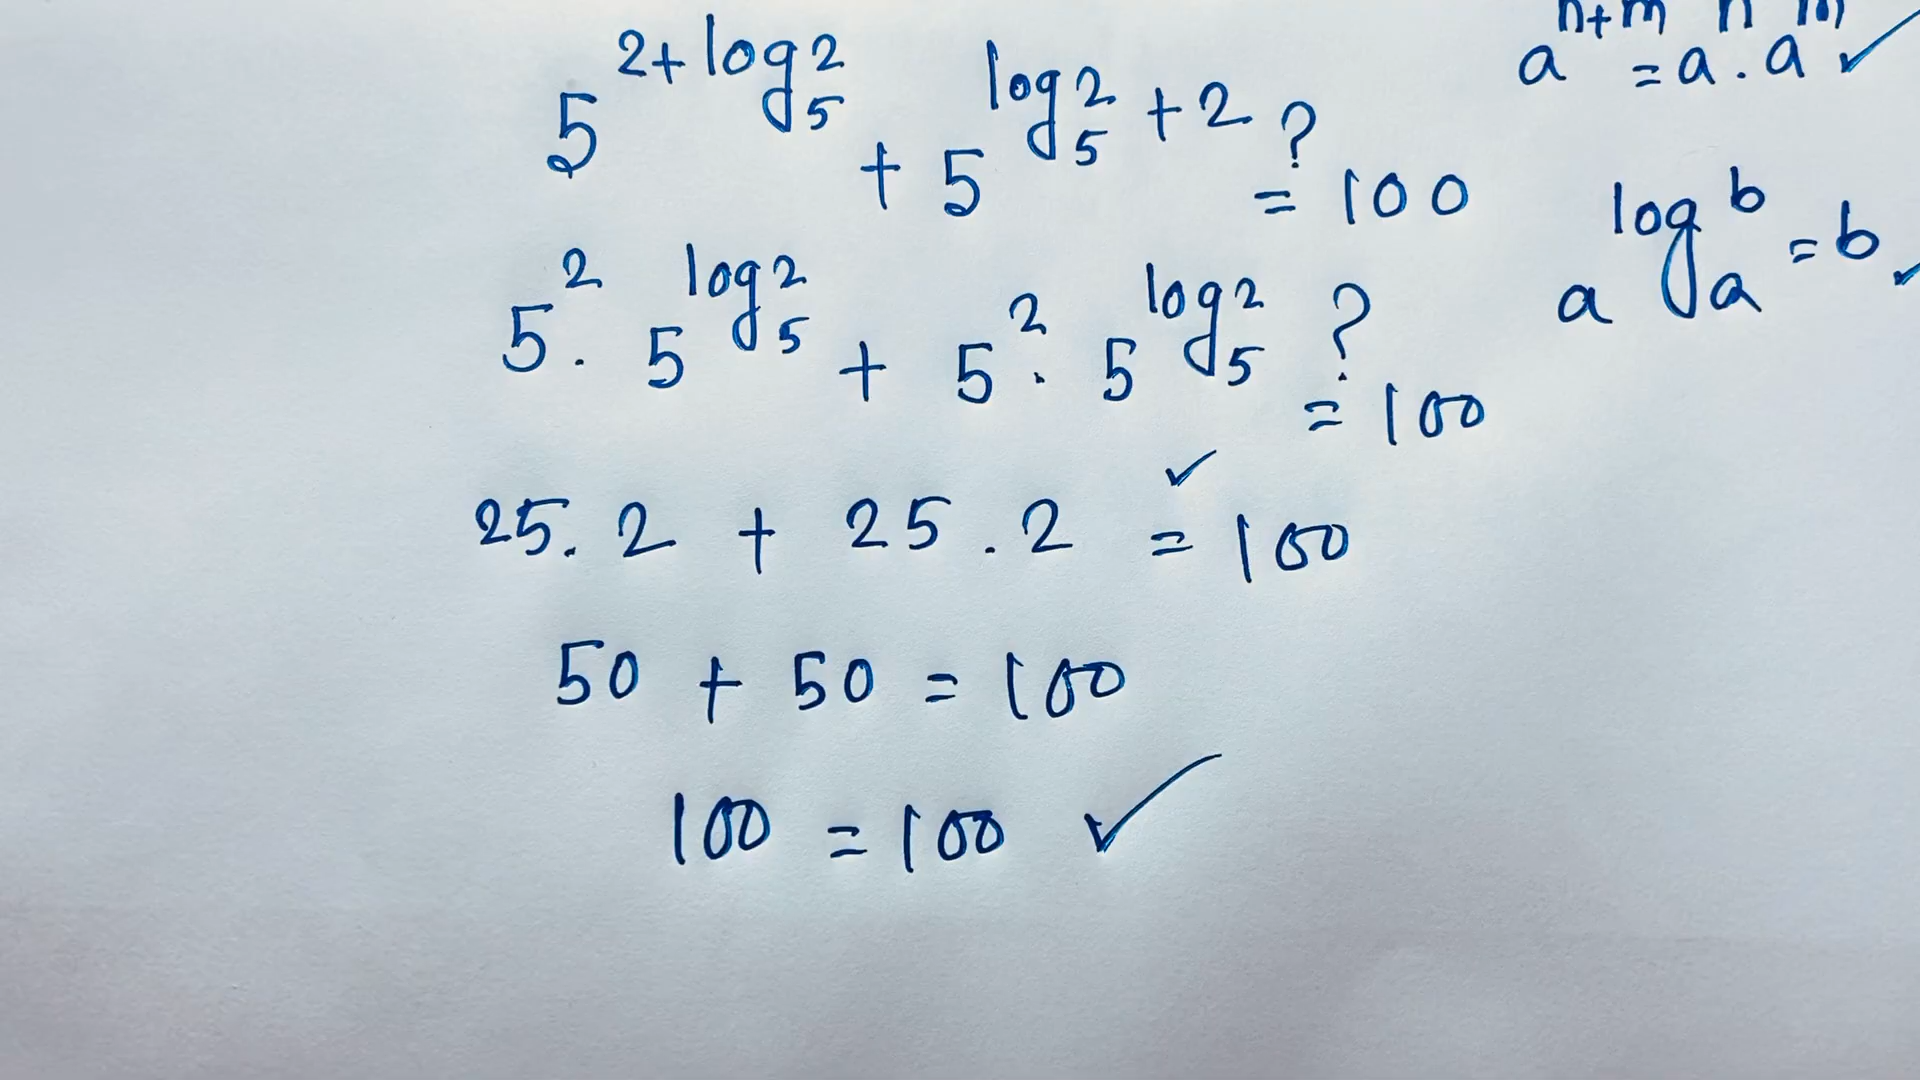 5^{2+log_5 2} + 5^{log_5 2 + 2} ?= 100
a^{n+m} = a^n . a^m ✓
5^2 . 5^{log_5 2} + 5^2 . 5^{log_5 2} ?= 100
a^{log_a b} = b ✓
25 . 2 + 25 . 2 =✓ 100
50 + 50 = 100
100 = 100 ✓